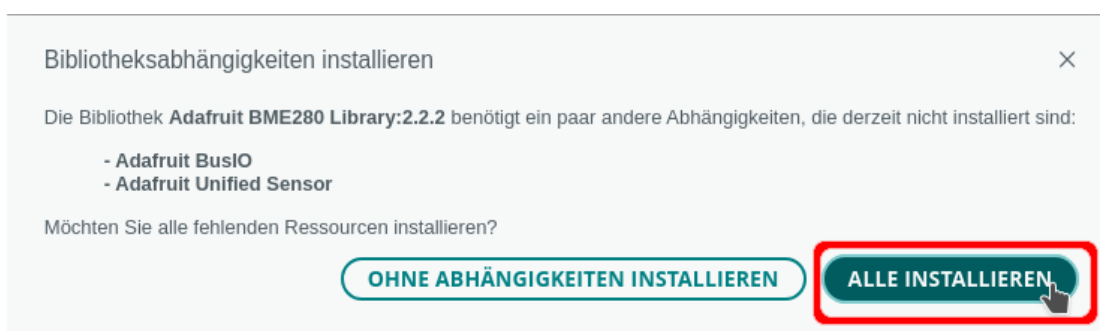 Bibliotheksabhängigkeiten installieren
Die Bibliothek Adafruit BME280 Library:2.2.2 benötigt ein paar andere Abhängigkeiten, die derzeit nicht installiert sind:
- Adafruit BusIO
- Adafruit Unified Sensor
Möchten Sie alle fehlenden Ressourcen installieren?
OHNE ABHÄNGIGKEITEN INSTALLIEREN ALLE INSTALLIEREN